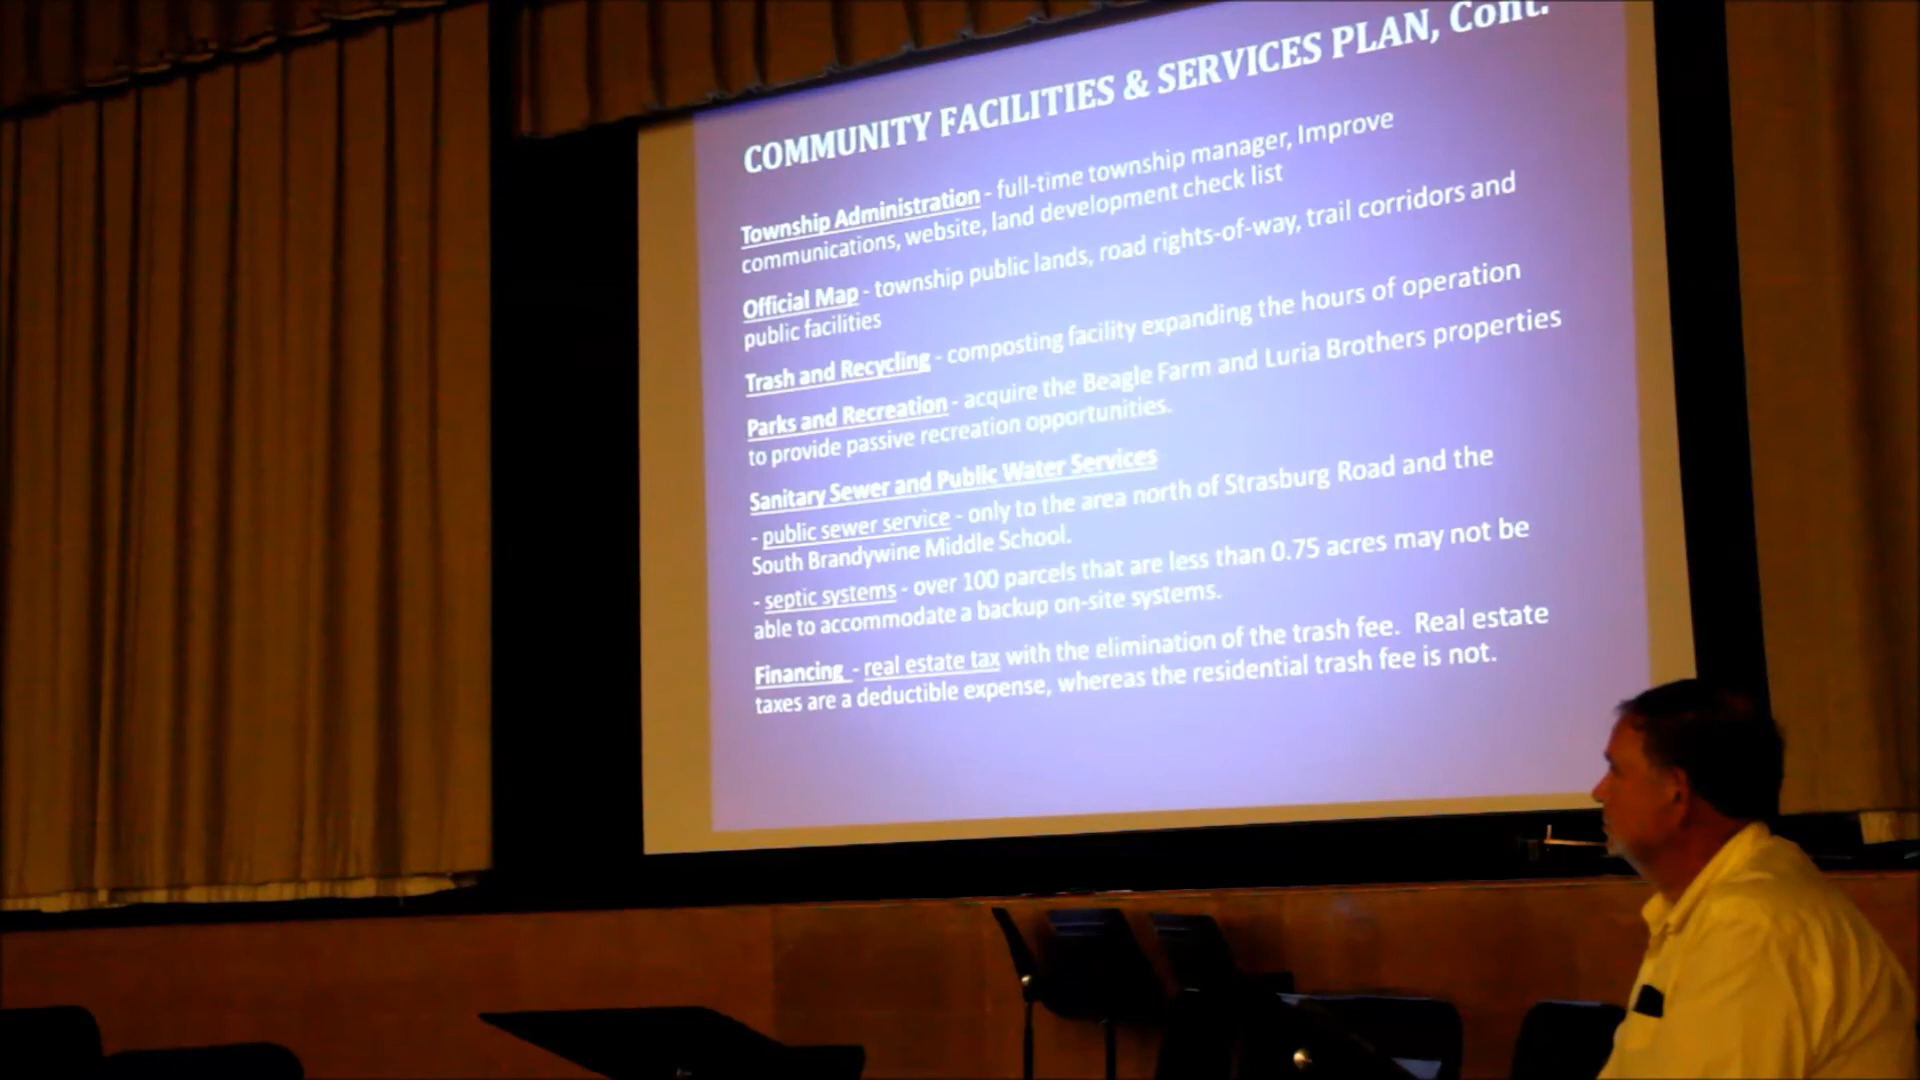 COMMUNITY FACILITIES & SERVICES PLAN, Cont.
Township Administration - full-time township manager, Improve
communications, website, land development check list
Official Map - township public lands, road rights-of-way, trail corridors and
public facilities
Trash and Recycling - composting facility expanding the hours of operation
Parks and Recreation - acquire the Beagle Farm and Luria Brothers properties
to provide passive recreation opportunities.
Sanitary Sewer and Public Water Services
- public sewer service - only to the area north of Strasburg Road and the
South Brandywine Middle School.
- septic systems - over 100 parcels that are less than 0.75 acres may not be
able to accommodate a backup on-site systems.
Financing - real estate tax with the elimination of the trash fee. Real estate
taxes are a deductible expense, whereas the residential trash fee is not.